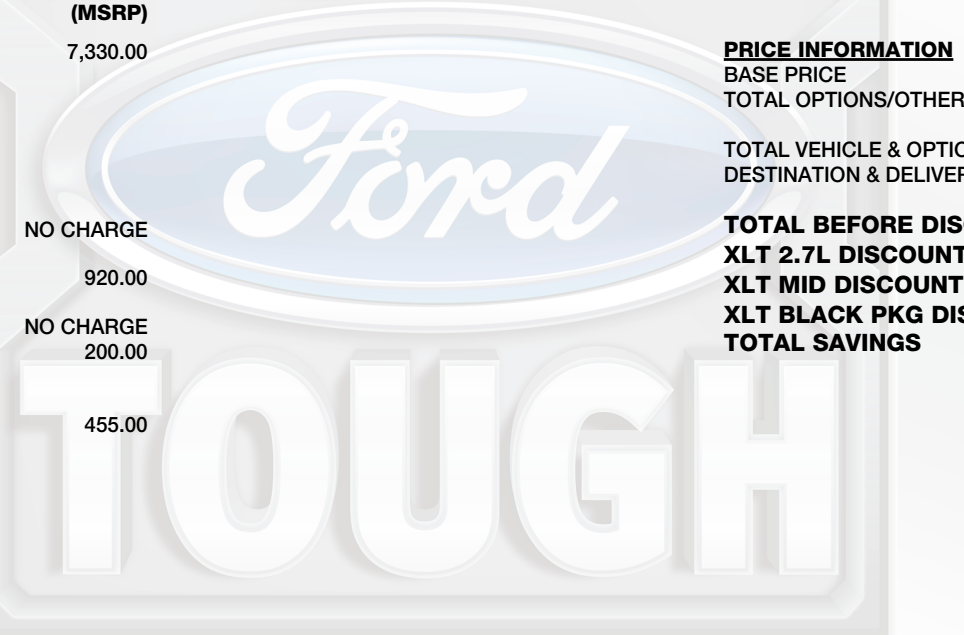 (MSRP)
7,330.00
NO CHARGE
920.00
NO CHARGE
200.00
455.00
PRICE INFORMATION
BASE PRICE
TOTAL OPTIONS/OTHER
TOTAL VEHICLE & OPTIO
DESTINATION & DELIVER
TOTAL BEFORE DIS
XLT 2.7L DISCOUNT
XLT MID DISCOUNT
XLT BLACK PKG DIS
TOTAL SAVINGS
Ford
TOUGH